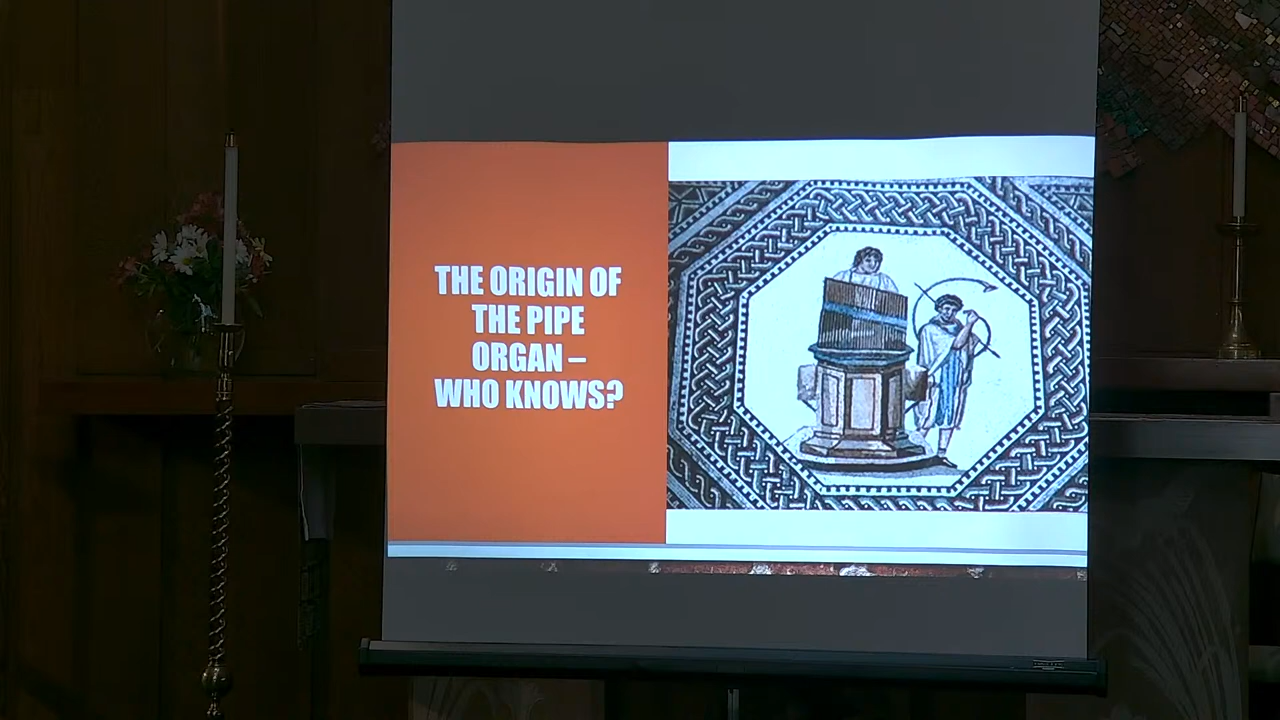 THE ORIGIN OF
THE PIPE
ORGAN –
WHO KNOWS?